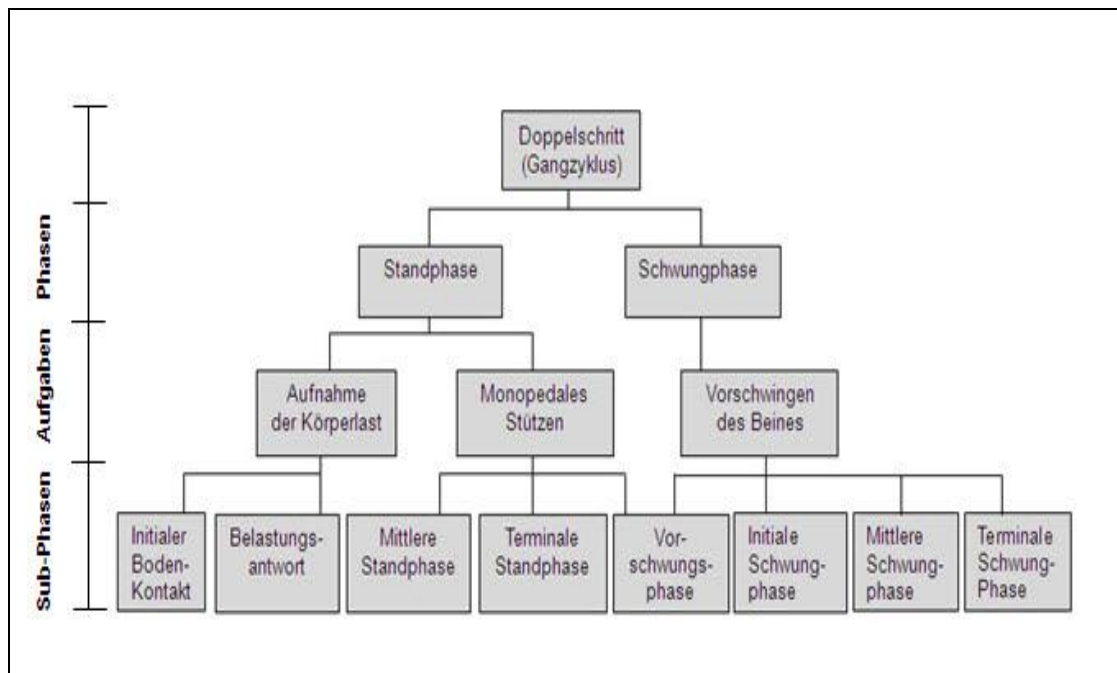 Doppelschritt
(Gangzyklus)
Phasen
Standphase
Schwungphase
Aufgaben
Aufnahme
der Körperlast
Monopedales
Stützen
Vorschwingen
des Beines
Sub-Phasen
Initialer
Boden-
Kontakt
Belastungs-
antwort
Mittlere
Standphase
Terminale
Standphase
Vor-
schwungs-
phase
Initiale
Schwung-
phase
Mittlere
Schwung-
phase
Terminale
Schwung-
Phase